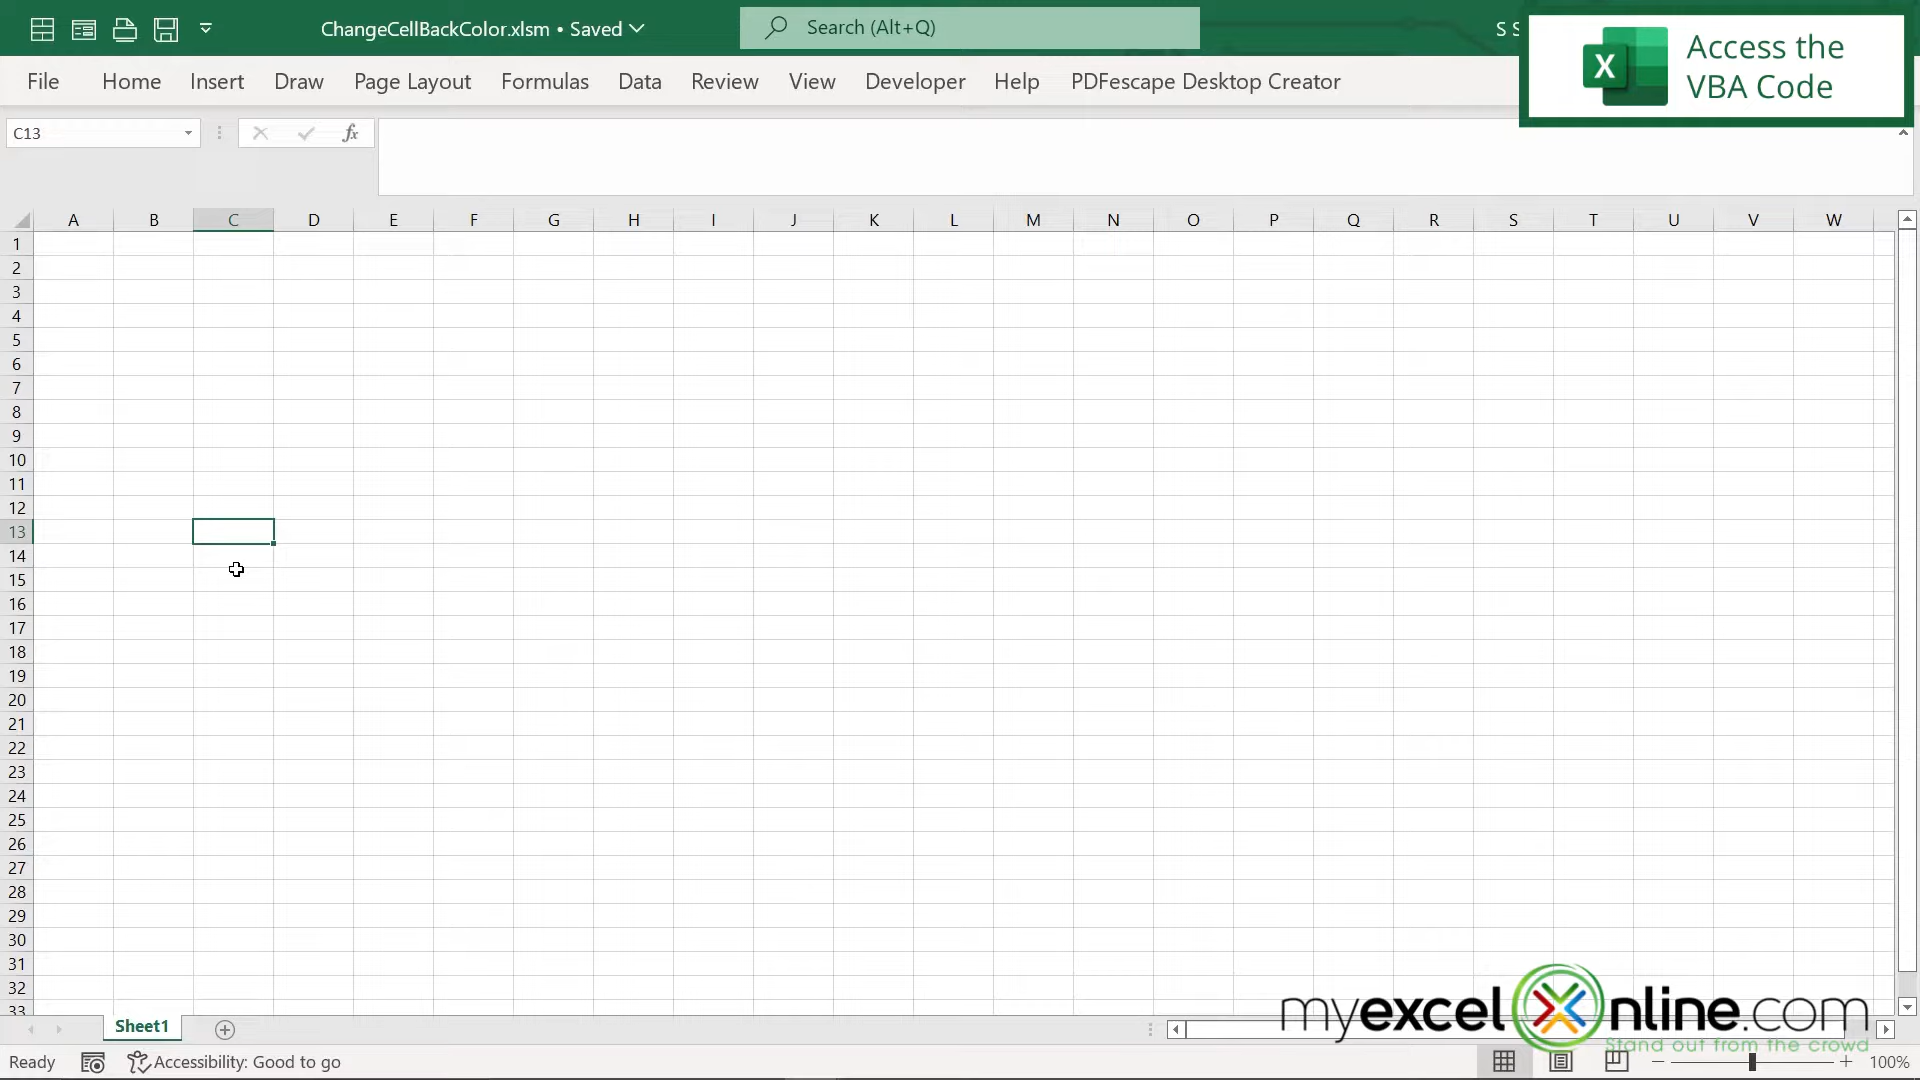 ChangeCellBackColor.xlsm • Saved
Search (Alt+Q)
S S
Access the
VBA Code
File Home Insert Draw Page Layout Formulas Data Review View Developer Help PDFescape Desktop Creator
C13
fx
A B C D E F G H I J K L M N O P Q R S T U V W
1
2
3
4
5
6
7
8
9
10
11
12
13
14
15
16
17
18
19
20
21
22
23
24
25
26
27
28
29
30
31
32
33
Sheet1
myexcelonline.com
Stand out from the crowd
Ready
Accessibility: Good to go
100%